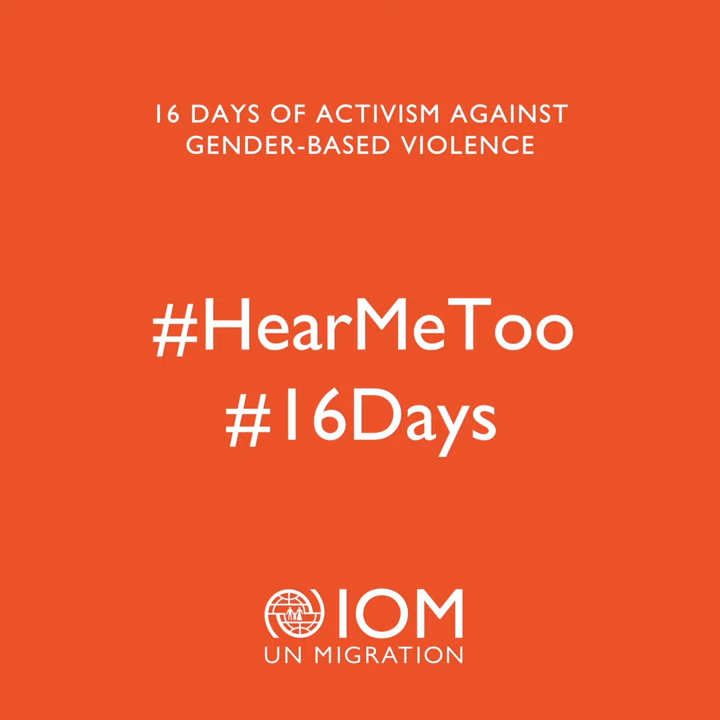 16 DAYS OF ACTIVISM AGAINST
GENDER-BASED VIOLENCE
#HearMeToo
#16Days
IOM
UN MIGRATION